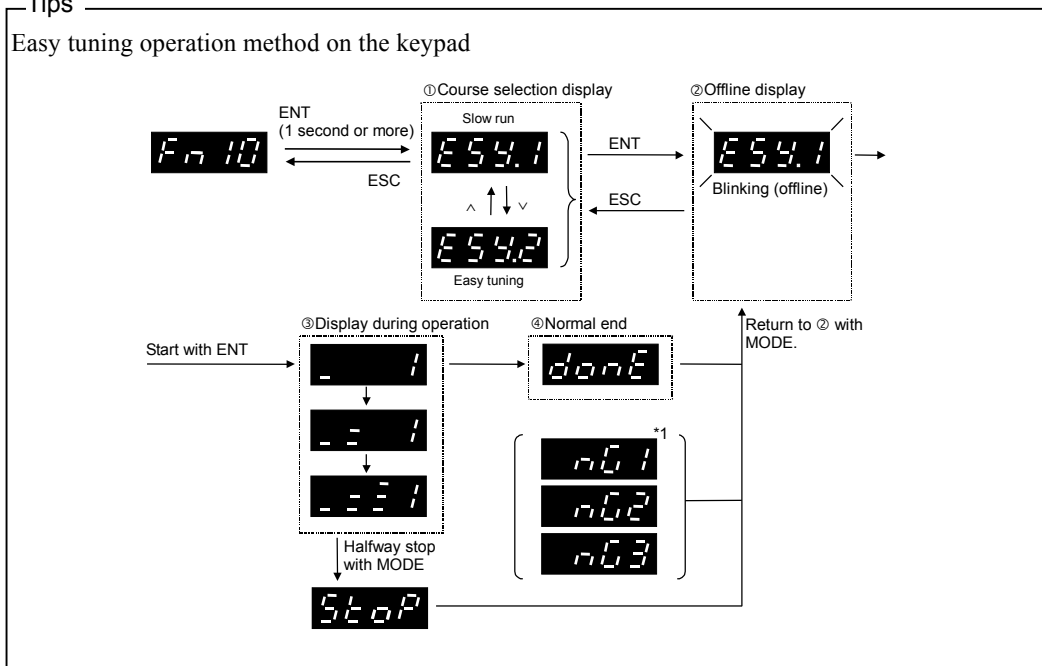 Tips
Easy tuning operation method on the keypad
①Course selection display
②Offline display
ENT
(1 second or more)
ESC
Fn 10
Slow run
ESY.1
∧
∨
ESY.2
Easy tuning
ENT
ESC
ESY.1
Blinking (offline)
③Display during operation
④Normal end
Return to ② with
MODE.
Start with ENT
_ 1
_ = 1
_ = ≡ 1
donE
*1
nG1
nG2
nG3
Halfway stop
with MODE
StoP